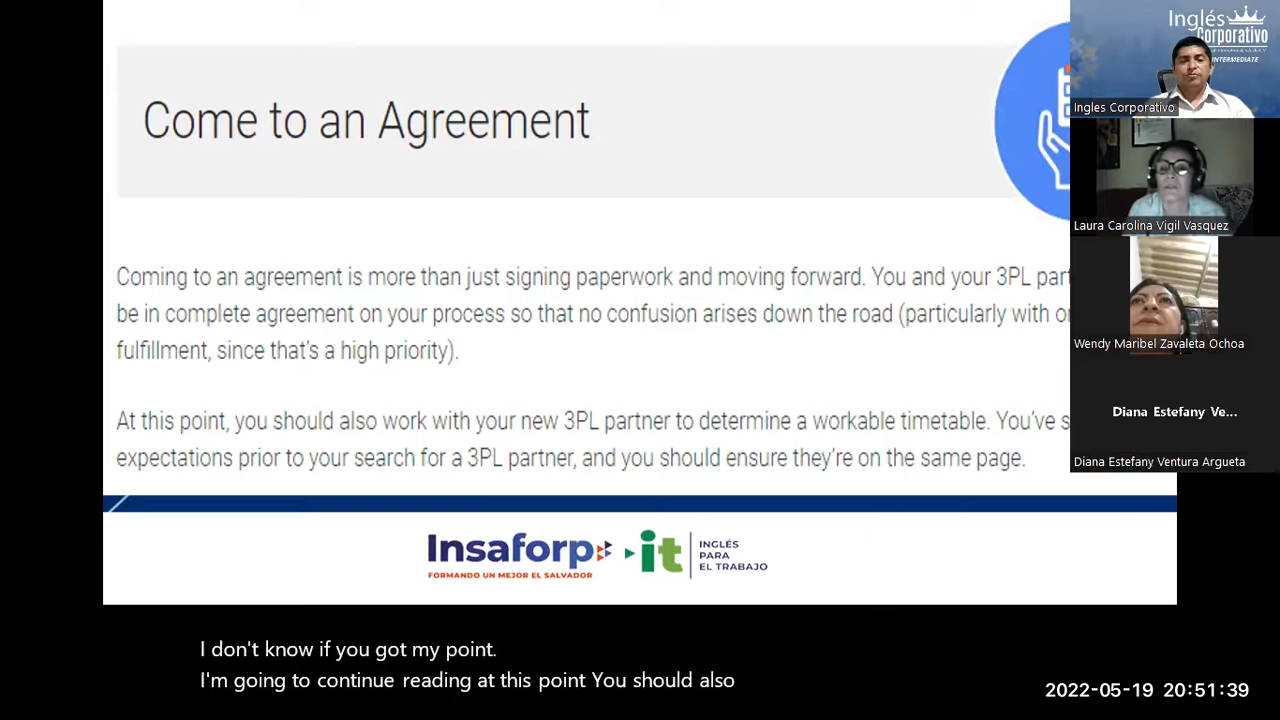 Inglés
Corporativo
INTERMEDIATE
Ingles Corporativo
Come to an Agreement
Laura Carolina Vigil Vasquez
Coming to an agreement is more than just signing paperwork and moving forward. You and your 3PL
be in complete agreement on your process so that no confusion arises down the road (particularly with
fulfillment, since that's a high priority).
Wendy Maribel Zavaleta Ochoa
At this point, you should also work with your new 3PL partner to determine a workable timetable. You've
expectations prior to your search for a 3PL partner, and you should ensure they're on the same page.
Diana Estefany Ve...
Diana Estefany Ventura Argueta
Insaforp
FORMANDO UN MEJOR EL SALVADOR
it
INGLÉS
PARA
EL TRABAJO
I don't know if you got my point.
I'm going to continue reading at this point You should also
2022-05-19 20:51:39